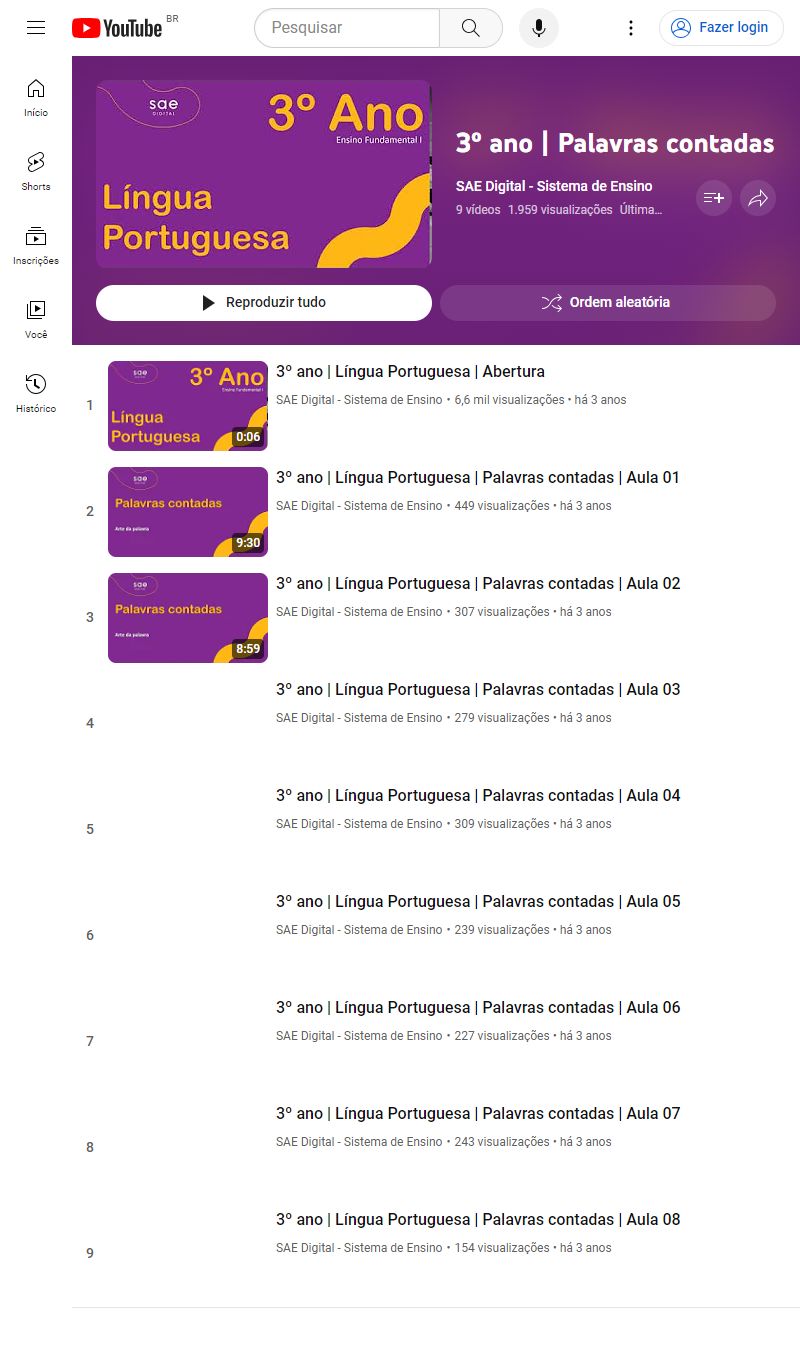 YouTube BR
Pesquisar
Fazer login
Início
Shorts
Inscrições
Você
Histórico
sae
DIGITAL
3º Ano
Ensino Fundamental I
Língua
Portuguesa
3º ano | Palavras contadas
SAE Digital - Sistema de Ensino
9 vídeos 1.959 visualizações Última...
Reproduzir tudo
Ordem aleatória
1
sae
3º Ano
Ensino Fundamental I
Língua
Portuguesa
0:06
3º ano | Língua Portuguesa | Abertura
SAE Digital - Sistema de Ensino • 6,6 mil visualizações • há 3 anos
2
sae
Palavras contadas
Arte da palavra
9:30
3º ano | Língua Portuguesa | Palavras contadas | Aula 01
SAE Digital - Sistema de Ensino • 449 visualizações • há 3 anos
3
sae
Palavras contadas
Arte da palavra
8:59
3º ano | Língua Portuguesa | Palavras contadas | Aula 02
SAE Digital - Sistema de Ensino • 307 visualizações • há 3 anos
4
3º ano | Língua Portuguesa | Palavras contadas | Aula 03
SAE Digital - Sistema de Ensino • 279 visualizações • há 3 anos
5
3º ano | Língua Portuguesa | Palavras contadas | Aula 04
SAE Digital - Sistema de Ensino • 309 visualizações • há 3 anos
6
3º ano | Língua Portuguesa | Palavras contadas | Aula 05
SAE Digital - Sistema de Ensino • 239 visualizações • há 3 anos
7
3º ano | Língua Portuguesa | Palavras contadas | Aula 06
SAE Digital - Sistema de Ensino • 227 visualizações • há 3 anos
8
3º ano | Língua Portuguesa | Palavras contadas | Aula 07
SAE Digital - Sistema de Ensino • 243 visualizações • há 3 anos
9
3º ano | Língua Portuguesa | Palavras contadas | Aula 08
SAE Digital - Sistema de Ensino • 154 visualizações • há 3 anos